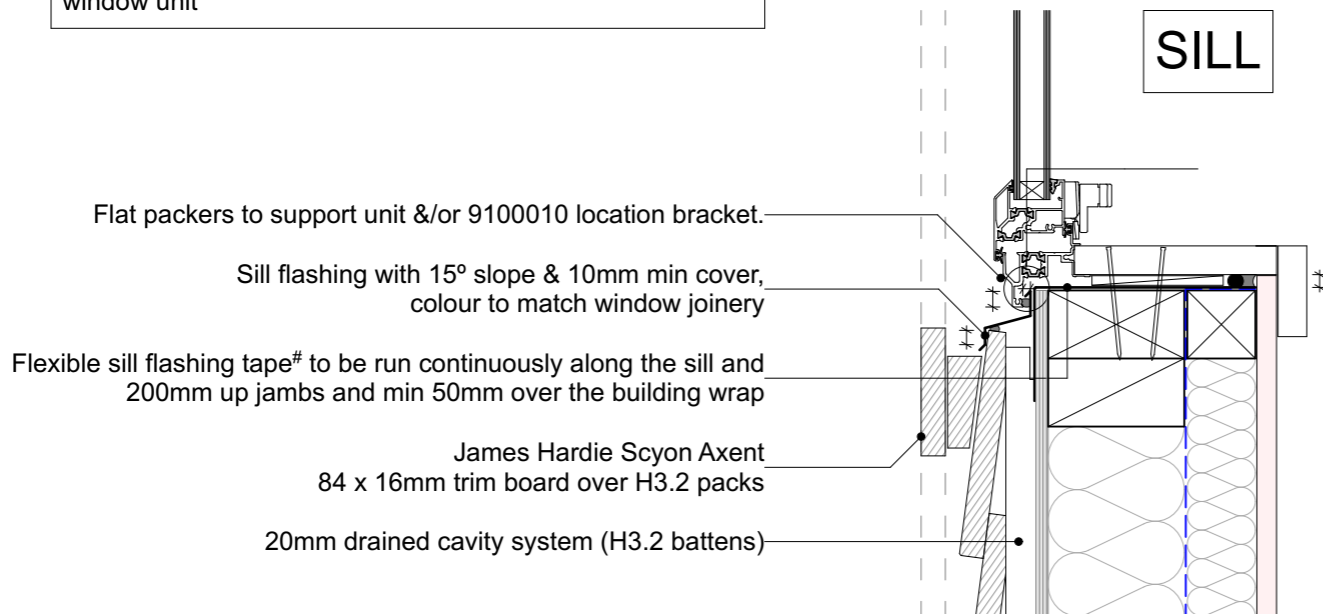 window unit
SILL
Flat packers to support unit &/or 9100010 location bracket.
Sill flashing with 15º slope & 10mm min cover,
colour to match window joinery
Flexible sill flashing tape# to be run continuously along the sill and
200mm up jambs and min 50mm over the building wrap
James Hardie Scyon Axent
84 x 16mm trim board over H3.2 packs
20mm drained cavity system (H3.2 battens)